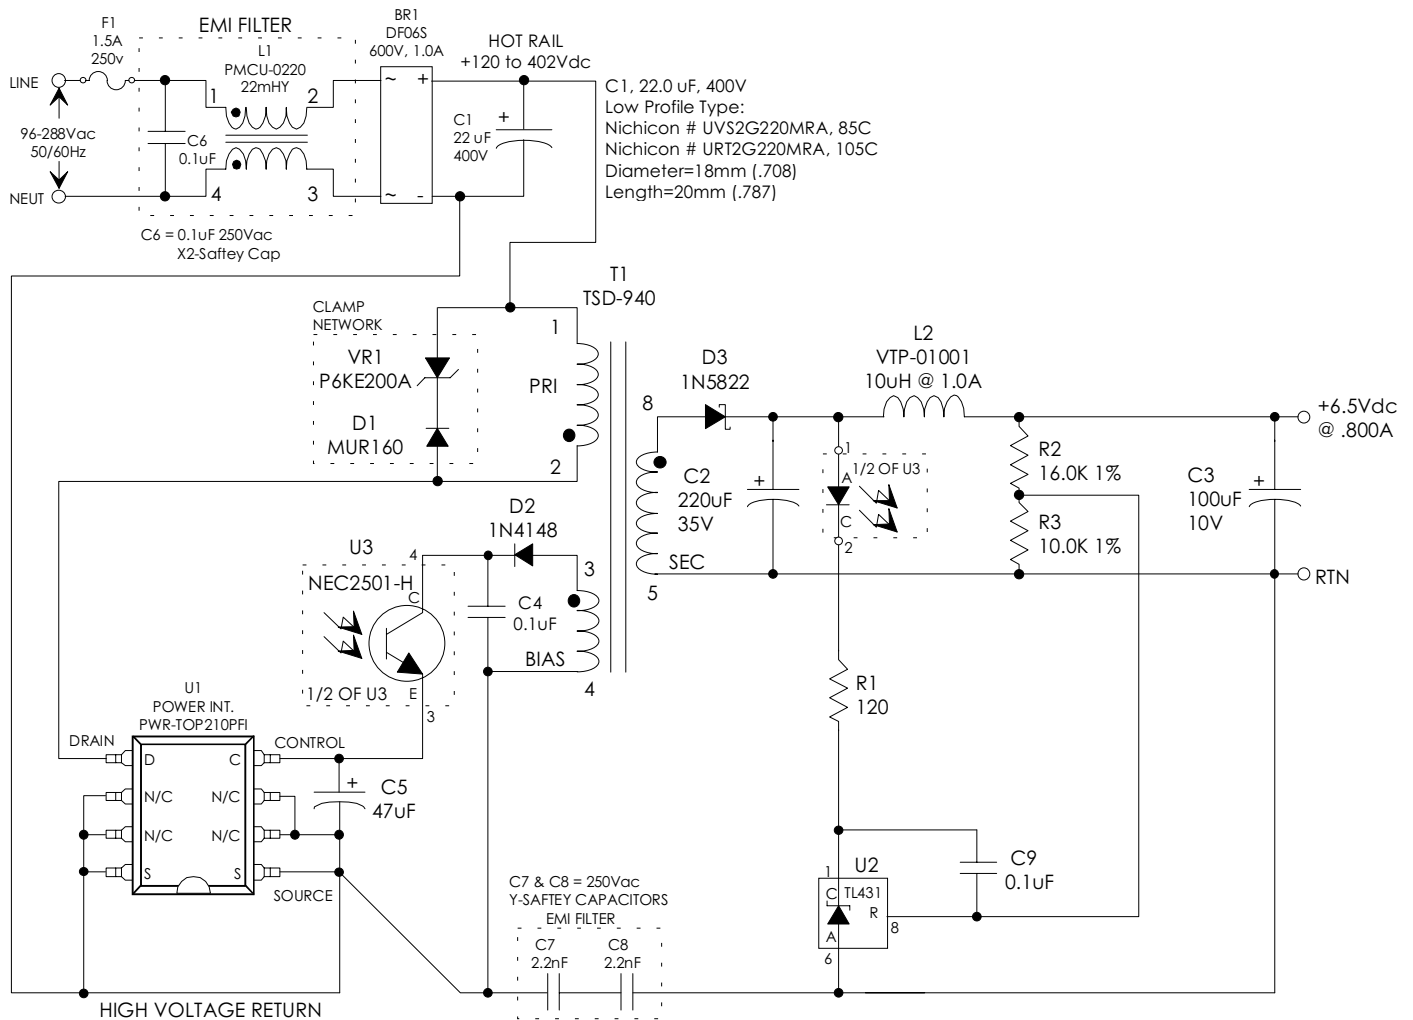 F1
1.5A
250v
EMI FILTER
L1
PMCU-0220
22mHY
BR1
DF06S
600V, 1.0A
HOT RAIL
+120 to 402Vdc
LINE
96-288Vac
50/60Hz
NEUT
C6
0.1uF
1
2
4
3
~
+
~
-
C1
22 uF
400V
+
C1, 22.0 uF, 400V
Low Profile Type:
Nichicon # UVS2G220MRA, 85C
Nichicon # URT2G220MRA, 105C
Diameter=18mm (.708)
Length=20mm (.787)
C6 = 0.1uF 250Vac
X2-Saftey Cap
CLAMP
NETWORK
VR1
P6KE200A
D1
MUR160
T1
TSD-940
1
PRI
2
8
SEC
5
3
BIAS
4
D3
1N5822
L2
VTP-01001
10uH @ 1.0A
+6.5Vdc
@ .800A
C2
220uF
35V
+
1
1/2 OF U3
A
C
2
R2
16.0K 1%
R3
10.0K 1%
C3
100uF
10V
+
RTN
D2
1N4148
U3
4
NEC2501-H
C
1/2 OF U3
E
3
C4
0.1uF
R1
120
U1
POWER INT.
PWR-TOP210PFI
DRAIN
CONTROL
D
C
N/C
N/C
N/C
N/C
S
S
SOURCE
+
C5
47uF
HIGH VOLTAGE RETURN
C7 & C8 = 250Vac
Y-SAFTEY CAPACITORS
EMI FILTER
C7
2.2nF
C8
2.2nF
U2
1
C
TL431
R
8
A
6
C9
0.1uF